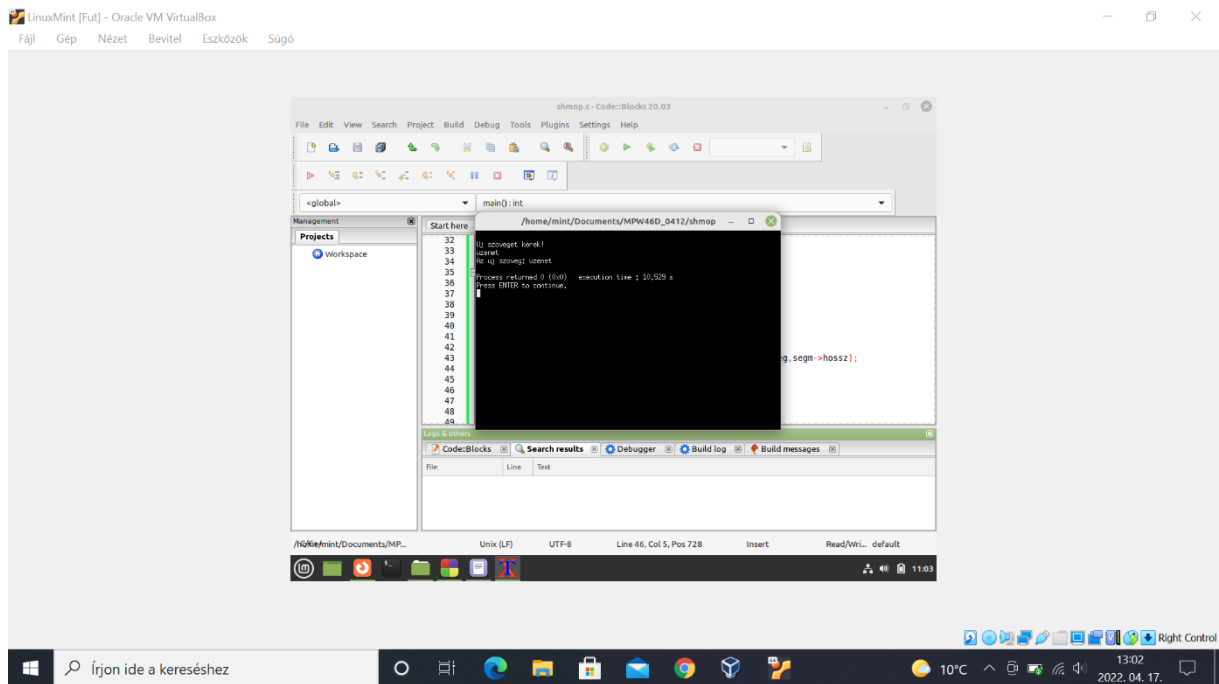 LinuxMint [Fut] - Oracle VM VirtualBox
Fájl Gép Nézet Bevitel Eszközök Súgó
shmop.c - Code::Blocks 20.03
File Edit View Search Project Build Debug Tools Plugins Settings Help
<global> main() : int
Management
Projects
Workspace
Start here
/home/mint/Documents/MPW46D_0412/shmop
32
33
34
35
36
37
38
39
40
41
42
43
44
45
46
47
48
49
Uj szoveget kerek!
uzenet
Az uj szoveg: uzenet
Process returned 0 (0x0) execution time : 10,529 s
Press ENTER to continue.
g,segm->hossz);
Logs & others
Code::Blocks Search results Debugger Build log Build messages
File Line Text
/home/mint/Documents/MP... Unix (LF) UTF-8 Line 46, Col 5, Pos 728 Insert Read/Wri... default
11:03
Right Control
Írjon ide a kereséshez
10°C
13:02
2022. 04. 17.